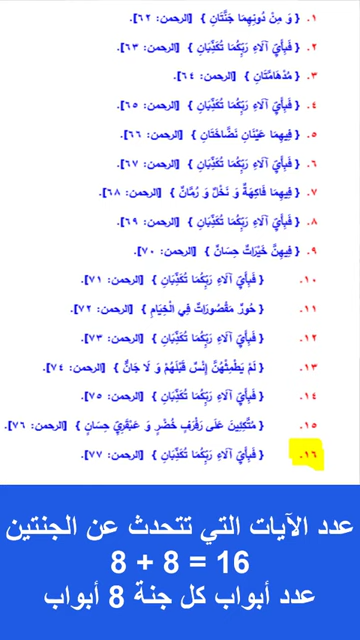 ١. { وَ مِنْ دُونِهِمَا جَنَّتَانِ } [الرحمن: ٦٢].
٢. { فَبِأَيِّ آلَاءِ رَبِّكُمَا تُكَذِّبَانِ } [الرحمن: ٦٣].
٣. { مُدْهَامَّتَانِ } [الرحمن: ٦٤].
٤. { فَبِأَيِّ آلَاءِ رَبِّكُمَا تُكَذِّبَانِ } [الرحمن: ٦٥].
٥. { فِيهِمَا عَيْنَانِ نَضَّاخَتَانِ } [الرحمن: ٦٦].
٦. { فَبِأَيِّ آلَاءِ رَبِّكُمَا تُكَذِّبَانِ } [الرحمن: ٦٧].
٧. { فِيهِمَا فَاكِهَةٌ وَ نَخْلٌ وَ رُمَّانٌ } [الرحمن: ٦٨].
٨. { فَبِأَيِّ آلَاءِ رَبِّكُمَا تُكَذِّبَانِ } [الرحمن: ٦٩].
٩. { فِيهِنَّ خَيْرَاتٌ حِسَانٌ } [الرحمن: ٧٠].
١٠. { فَبِأَيِّ آلَاءِ رَبِّكُمَا تُكَذِّبَانِ } [الرحمن: ٧١].
١١. { حُورٌ مَقْصُورَاتٌ فِي الْخِيَامِ } [الرحمن: ٧٢].
١٢. { فَبِأَيِّ آلَاءِ رَبِّكُمَا تُكَذِّبَانِ } [الرحمن: ٧٣].
١٣. { لَمْ يَطْمِثْهُنَّ إِنْسٌ قَبْلَهُمْ وَ لَا جَانٌّ } [الرحمن: ٧٤].
١٤. { فَبِأَيِّ آلَاءِ رَبِّكُمَا تُكَذِّبَانِ } [الرحمن: ٧٥].
١٥. { مُتَّكِئِينَ عَلَى رَفْرَفٍ خُضْرٍ وَ عَبْقَرِيٍّ حِسَانٍ } [الرحمن: ٧٦].
١٦. { فَبِأَيِّ آلَاءِ رَبِّكُمَا تُكَذِّبَانِ } [الرحمن: ٧٧].
عدد الآيات التي تتحدث عن الجنتين
8 + 8 = 16
عدد أبواب كل جنة 8 أبواب